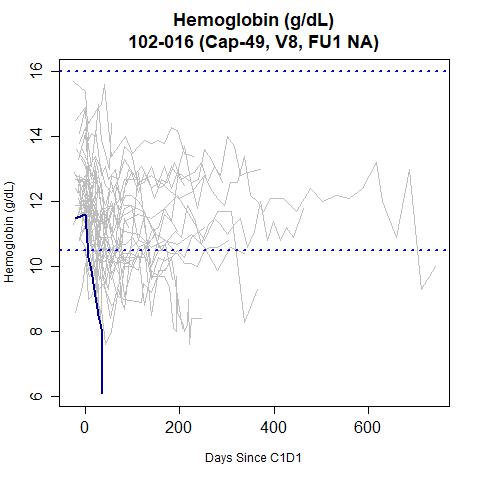 Hemoglobin (g/dL)
102-016 (Cap-49, V8, FU1 NA)
Hemoglobin (g/dL)
16
14
12
10
8
6
0
200
400
600
Days Since C1D1